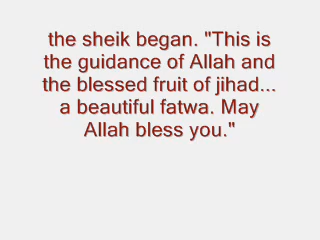 the sheik began. "This is
the guidance of Allah and
the blessed fruit of jihad...
a beautiful fatwa. May
Allah bless you."